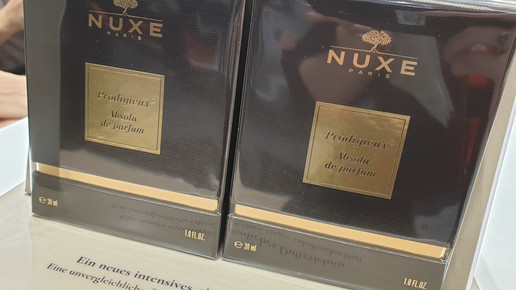 NUXE
PARIS
Prodigieux
Absolu
de parfum
℮ 30 ml
1.0 FL.OZ.
NUXE
PARIS
Prodigieux
Absolu
de parfum
℮ 30 ml
1.0 FL.OZ.
Ein neues intensives,
Eine unvergleichliche